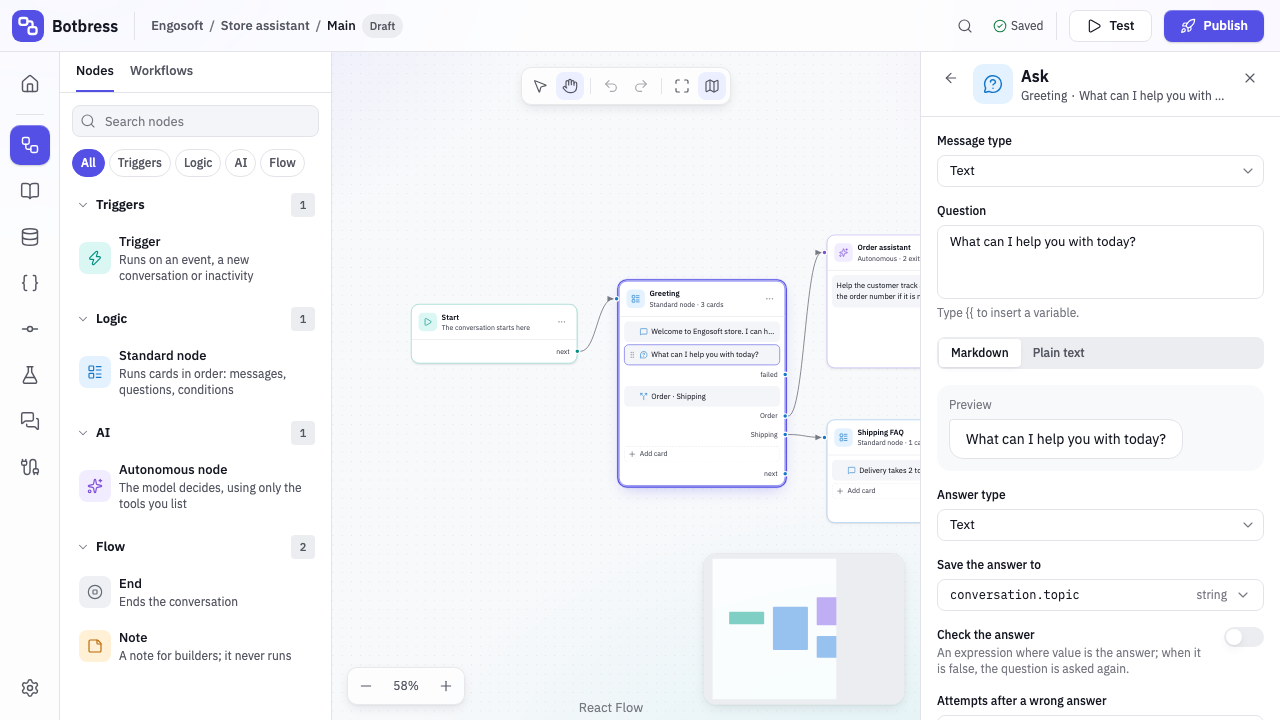 Botbress
Engosoft / Store assistant / Main Draft
Saved
Test
Publish
Nodes Workflows
Search nodes
All Triggers Logic AI Flow
Triggers 1
Trigger
Runs on an event, a new
conversation or inactivity
Logic 1
Standard node
Runs cards in order: messages,
questions, conditions
AI 1
Autonomous node
The model decides, using only the
tools you list
Flow 2
End
Ends the conversation
Note
A note for builders; it never runs
Start
The conversation starts here
next
Greeting
Standard node · 3 cards
Welcome to Engosoft store. I can h...
What can I help you with today?
failed
Order · Shipping
Order
Shipping
Add card
next
Order assistant
Autonomous · 2 exit
Help the customer track
the order number if it is n
Shipping FAQ
Standard node · 1 ca
Delivery takes 2 to
Add card
58%
React Flow
Ask
Greeting · What can I help you with ...
Message type
Text
Question
What can I help you with today?
Type {{ to insert a variable.
Markdown Plain text
Preview
What can I help you with today?
Answer type
Text
Save the answer to
conversation.topic string
Check the answer
An expression where value is the answer; when it
is false, the question is asked again.
Attempts after a wrong answer